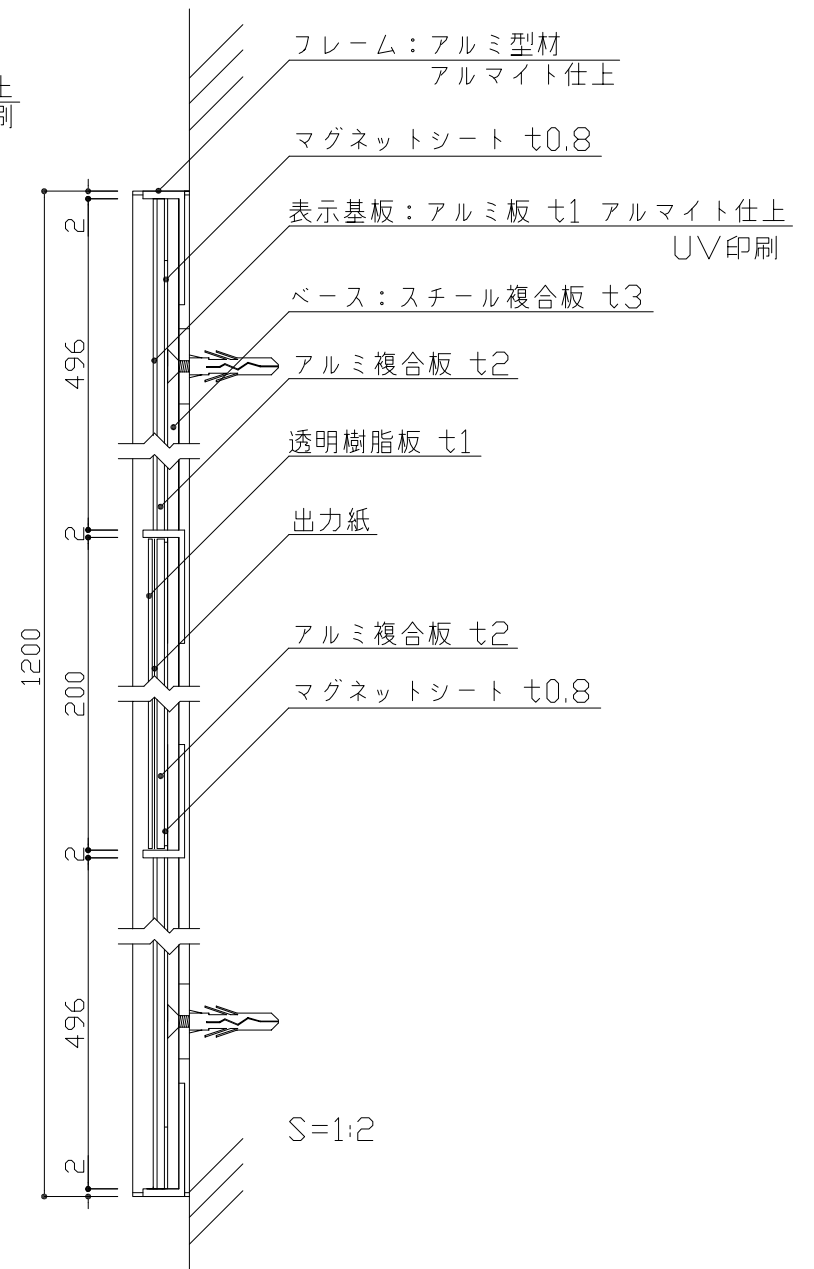 フレーム：アルミ型材
アルマイト仕上
上
刷
マグネットシート t0.8
表示基板：アルミ板 t1 アルマイト仕上
UV印刷
ベース：スチール複合板 t3
アルミ複合板 t2
透明樹脂板 t1
出力紙
アルミ複合板 t2
マグネットシート t0.8
2
496
2
1200
200
2
496
2
S=1:2